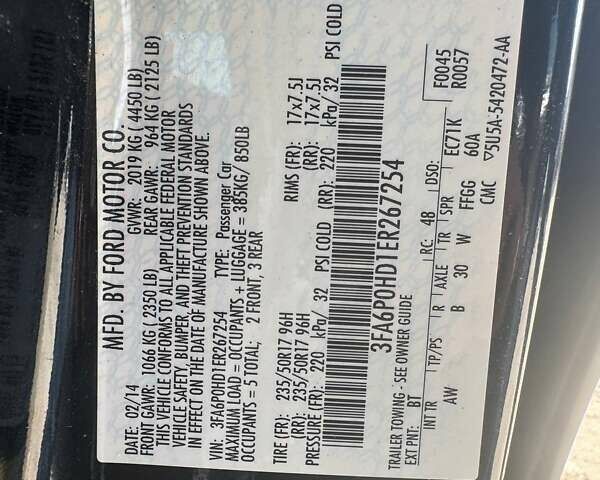 MFD. BY FORD MOTOR CO.
DATE: 02/14 GVWR: 2019 KG ( 4450 LB)
FRONT GAWR: 1066 KG ( 2350 LB) REAR GAWR: 964 KG ( 2125 LB)
THIS VEHICLE CONFORMS TO ALL APPLICABLE FEDERAL MOTOR
VEHICLE SAFETY, BUMPER, AND THEFT PREVENTION STANDARDS
IN EFFECT ON THE DATE OF MANUFACTURE SHOWN ABOVE.
VIN: 3FA6P0HD1ER267254 TYPE: Passenger Car
MAXIMUM LOAD = OCCUPANTS + LUGGAGE = 385KG/ 850LB
OCCUPANTS = 5 TOTAL; 2 FRONT, 3 REAR
TIRE (FR): 235/50R17 96H RIMS (FR): 17x7.5J
(RR): 235/50R17 96H (RR): 17x7.5J
PRESSURE (FR): 220 kPa/ 32 PSI COLD (RR): 220 kPa/ 32 PSI COLD
3FA6P0HD1ER267254
F0045
R0057
TRAILER TOWING - SEE OWNER GUIDE
EXT PNT: BT RC: 48 DSO: EC71K
60A
INT TR TP/PS R AXLE TR SPR
AW B 30 W FFGG
CMC ▽5U5A-5420472-AA